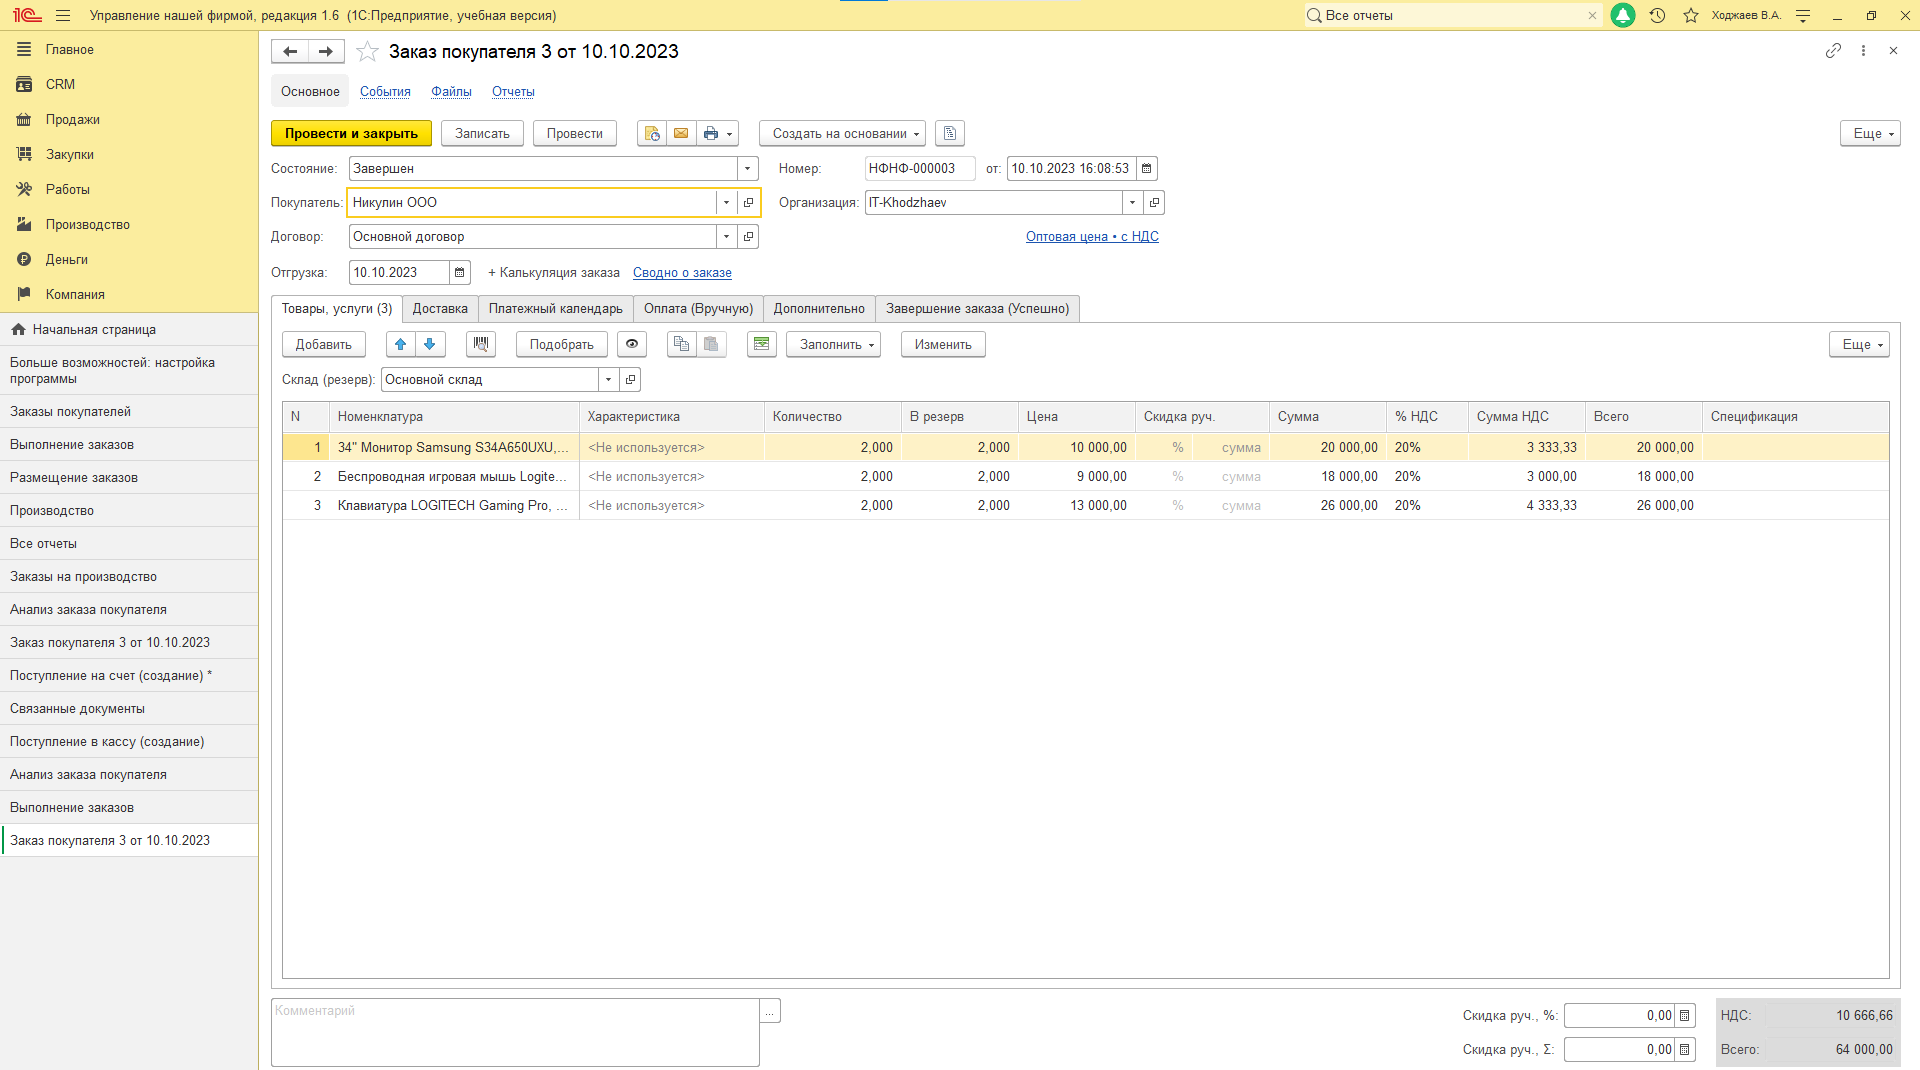 1С Управление нашей фирмой, редакция 1.6 (1С:Предприятие, учебная версия)
Все отчеты
Ходжаев В.А.
Главное
CRM
Продажи
Закупки
Работы
Производство
Деньги
Компания
Начальная страница
Больше возможностей: настройка
программы
Заказы покупателей
Выполнение заказов
Размещение заказов
Производство
Все отчеты
Заказы на производство
Анализ заказа покупателя
Заказ покупателя 3 от 10.10.2023
Поступление на счет (создание) *
Связанные документы
Поступление в кассу (создание)
Анализ заказа покупателя
Выполнение заказов
Заказ покупателя 3 от 10.10.2023
Заказ покупателя 3 от 10.10.2023
Основное События Файлы Отчеты
Провести и закрыть Записать Провести Создать на основании Еще
Состояние: Завершен Номер: НФНФ-000003 от: 10.10.2023 16:08:53
Покупатель: Никулин ООО Организация: IT-Khodzhaev
Договор: Основной договор Оптовая цена • с НДС
Отгрузка: 10.10.2023 + Калькуляция заказа Сводно о заказе
Товары, услуги (3) Доставка Платежный календарь Оплата (Вручную) Дополнительно Завершение заказа (Успешно)
Добавить Подобрать Заполнить Изменить Еще
Склад (резерв): Основной склад
N Номенклатура Характеристика Количество В резерв Цена Скидка руч. Сумма % НДС Сумма НДС Всего Спецификация
1 34" Монитор Samsung S34A650UXU,... <Не используется> 2,000 2,000 10 000,00 % сумма 20 000,00 20% 3 333,33 20 000,00
2 Беспроводная игровая мышь Logite... <Не используется> 2,000 2,000 9 000,00 % сумма 18 000,00 20% 3 000,00 18 000,00
3 Клавиатура LOGITECH Gaming Pro, ... <Не используется> 2,000 2,000 13 000,00 % сумма 26 000,00 20% 4 333,33 26 000,00
Комментарий ...
Скидка руч., %: 0,00 НДС: 10 666,66
Скидка руч., Σ: 0,00 Всего: 64 000,00